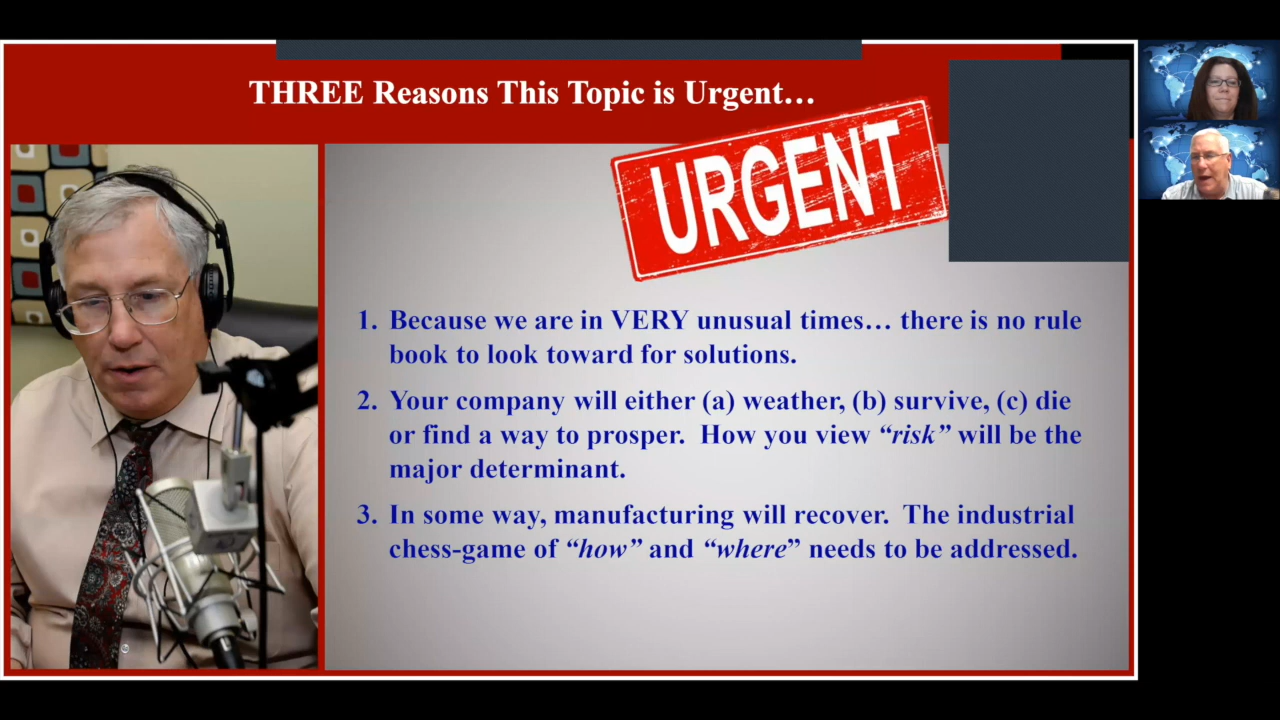 THREE Reasons This Topic is Urgent…
URGENT
1. Because we are in VERY unusual times… there is no rule
book to look toward for solutions.
2. Your company will either (a) weather, (b) survive, (c) die
or find a way to prosper. How you view “risk” will be the
major determinant.
3. In some way, manufacturing will recover. The industrial
chess-game of “how” and “where” needs to be addressed.